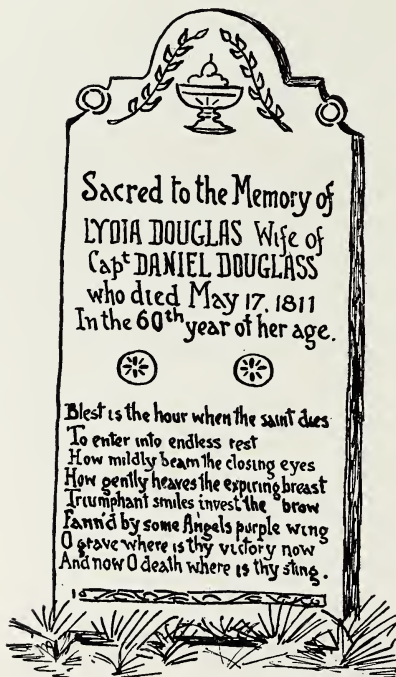 Sacred to the Memory of
LYDIA DOUGLAS Wife of
Capt DANIEL DOUGLASS
who died May 17, 1811
In the 60th year of her age.
Blest is the hour when the saint dies
To enter into endless rest
How mildly beam the closing eyes
How gently heaves the expiring breast
Triumphant smiles invest the brow
Fann'd by some Angels purple wing
O grave where is thy victory now
And now O death where is thy sting.